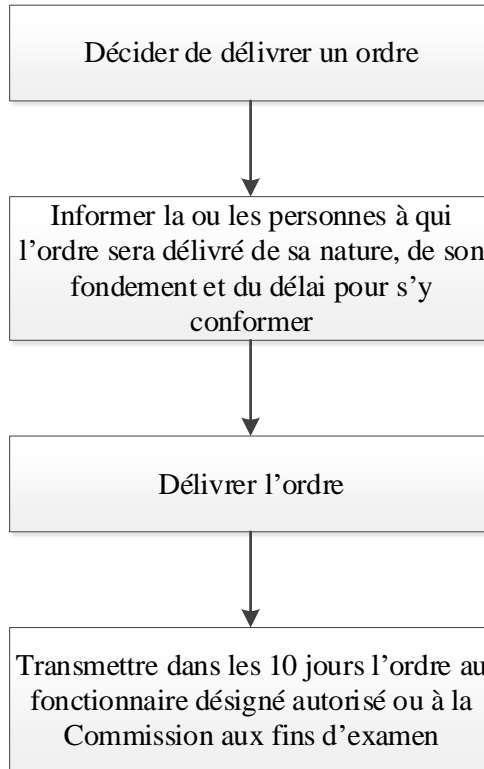 Décider de délivrer un ordre
Informer la ou les personnes à qui
l’ordre sera délivré de sa nature, de son
fondement et du délai pour s’y
conformer
Délivrer l’ordre
Transmettre dans les 10 jours l’ordre au
fonctionnaire désigné autorisé ou à la
Commission aux fins d’examen